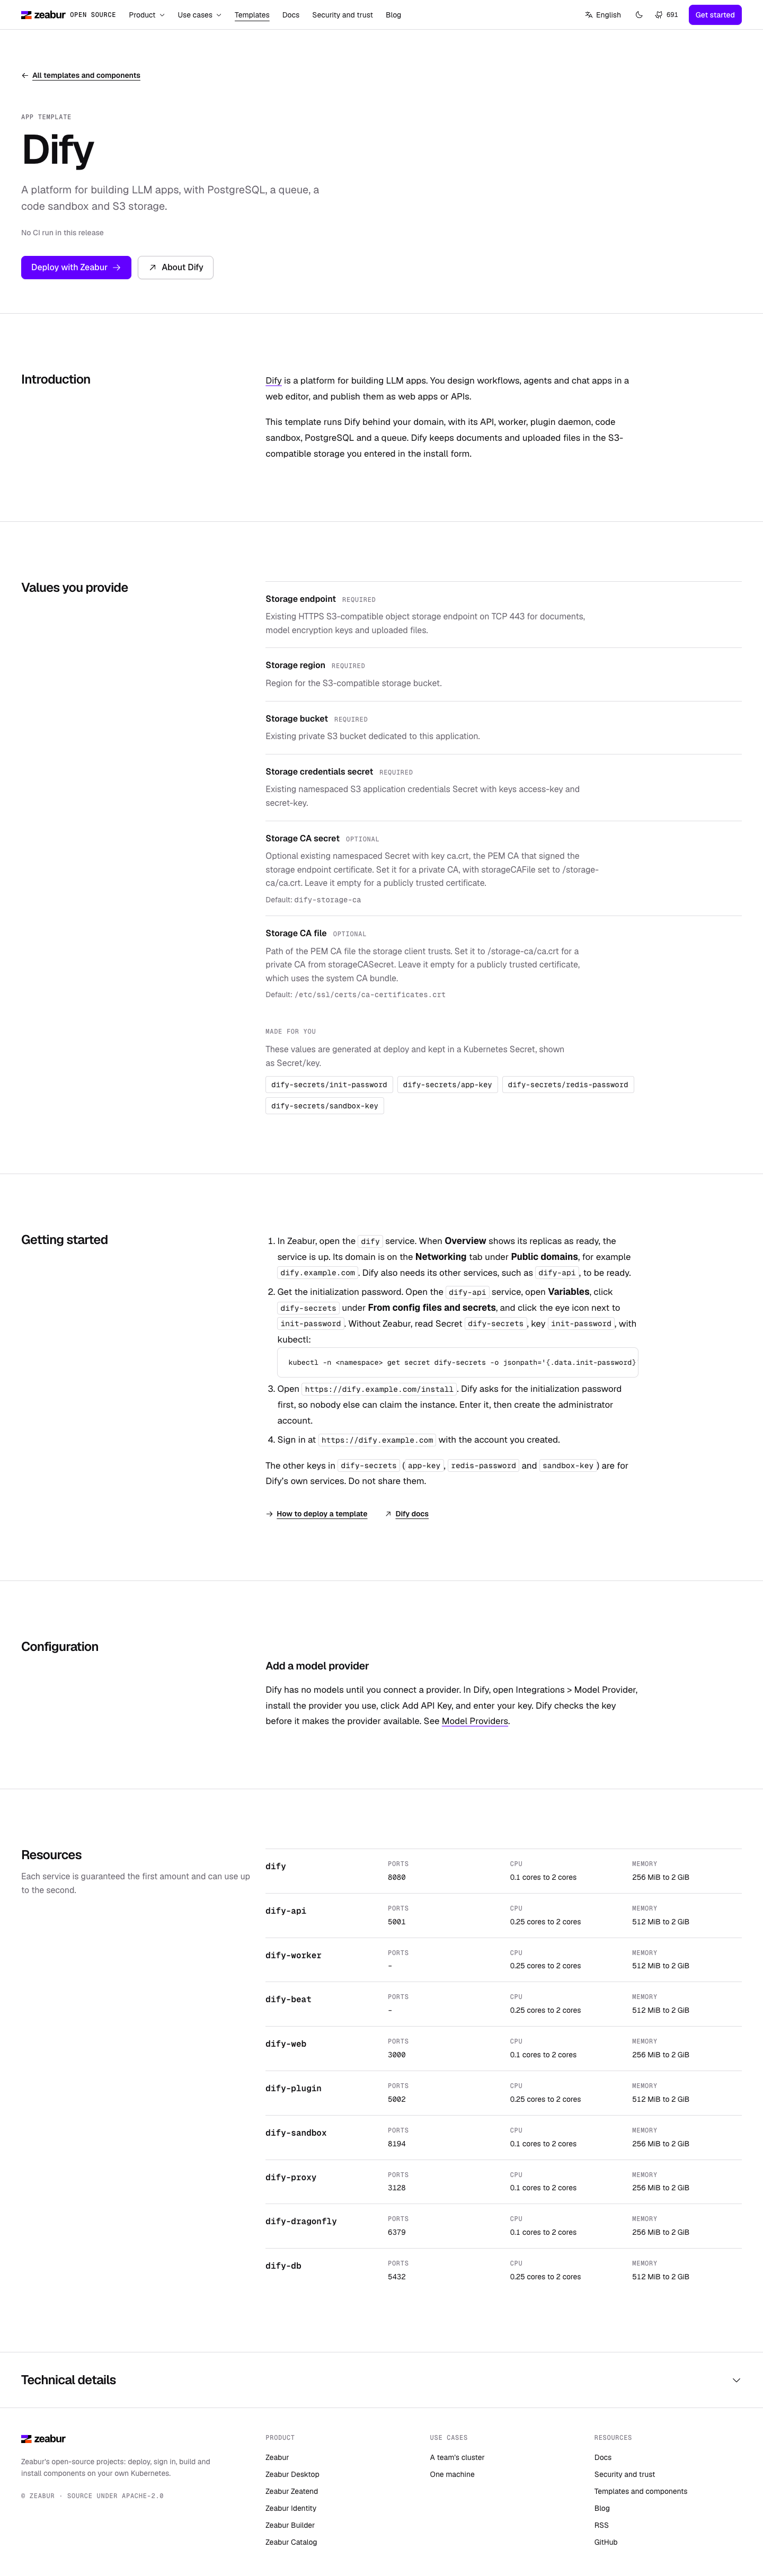 zeabur OPEN SOURCE Product Use cases Templates Docs Security and trust Blog English 691 Get started
← All templates and components
APP TEMPLATE
Dify
A platform for building LLM apps, with PostgreSQL, a queue, a
code sandbox and S3 storage.
No CI run in this release
Deploy with Zeabur → ↗ About Dify
Introduction
Dify is a platform for building LLM apps. You design workflows, agents and chat apps in a
web editor, and publish them as web apps or APIs.
This template runs Dify behind your domain, with its API, worker, plugin daemon, code
sandbox, PostgreSQL and a queue. Dify keeps documents and uploaded files in the S3-
compatible storage you entered in the install form.
Values you provide
Storage endpoint REQUIRED
Existing HTTPS S3-compatible object storage endpoint on TCP 443 for documents,
model encryption keys and uploaded files.
Storage region REQUIRED
Region for the S3-compatible storage bucket.
Storage bucket REQUIRED
Existing private S3 bucket dedicated to this application.
Storage credentials secret REQUIRED
Existing namespaced S3 application credentials Secret with keys access-key and
secret-key.
Storage CA secret OPTIONAL
Optional existing namespaced Secret with key ca.crt, the PEM CA that signed the
storage endpoint certificate. Set it for a private CA, with storageCAFile set to /storage-
ca/ca.crt. Leave it empty for a publicly trusted certificate.
Default: dify-storage-ca
Storage CA file OPTIONAL
Path of the PEM CA file the storage client trusts. Set it to /storage-ca/ca.crt for a
private CA from storageCASecret. Leave it empty for a publicly trusted certificate,
which uses the system CA bundle.
Default: /etc/ssl/certs/ca-certificates.crt
MADE FOR YOU
These values are generated at deploy and kept in a Kubernetes Secret, shown
as Secret/key.
dify-secrets/init-password dify-secrets/app-key dify-secrets/redis-password
dify-secrets/sandbox-key
Getting started
1. In Zeabur, open the dify service. When Overview shows its replicas as ready, the
service is up. Its domain is on the Networking tab under Public domains, for example
dify.example.com. Dify also needs its other services, such as dify-api, to be ready.
2. Get the initialization password. Open the dify-api service, open Variables, click
dify-secrets under From config files and secrets, and click the eye icon next to
init-password. Without Zeabur, read Secret dify-secrets, key init-password, with
kubectl:
kubectl -n <namespace> get secret dify-secrets -o jsonpath='{.data.init-password}
3. Open https://dify.example.com/install. Dify asks for the initialization password
first, so nobody else can claim the instance. Enter it, then create the administrator
account.
4. Sign in at https://dify.example.com with the account you created.
The other keys in dify-secrets (app-key, redis-password and sandbox-key) are for
Dify's own services. Do not share them.
→ How to deploy a template ↗ Dify docs
Configuration
Add a model provider
Dify has no models until you connect a provider. In Dify, open Integrations > Model Provider,
install the provider you use, click Add API Key, and enter your key. Dify checks the key
before it makes the provider available. See Model Providers.
Resources
Each service is guaranteed the first amount and can use up
to the second.
dify PORTS CPU MEMORY
8080 0.1 cores to 2 cores 256 MiB to 2 GiB
dify-api PORTS CPU MEMORY
5001 0.25 cores to 2 cores 512 MiB to 2 GiB
dify-worker PORTS CPU MEMORY
- 0.25 cores to 2 cores 512 MiB to 2 GiB
dify-beat PORTS CPU MEMORY
- 0.25 cores to 2 cores 512 MiB to 2 GiB
dify-web PORTS CPU MEMORY
3000 0.1 cores to 2 cores 256 MiB to 2 GiB
dify-plugin PORTS CPU MEMORY
5002 0.25 cores to 2 cores 512 MiB to 2 GiB
dify-sandbox PORTS CPU MEMORY
8194 0.1 cores to 2 cores 256 MiB to 2 GiB
dify-proxy PORTS CPU MEMORY
3128 0.1 cores to 2 cores 256 MiB to 2 GiB
dify-dragonfly PORTS CPU MEMORY
6379 0.1 cores to 2 cores 256 MiB to 2 GiB
dify-db PORTS CPU MEMORY
5432 0.25 cores to 2 cores 512 MiB to 2 GiB
Technical details
zeabur
Zeabur's open-source projects: deploy, sign in, build and
install components on your own Kubernetes.
© ZEABUR · SOURCE UNDER APACHE-2.0
PRODUCT
Zeabur
Zeabur Desktop
Zeabur Zeatend
Zeabur Identity
Zeabur Builder
Zeabur Catalog
USE CASES
A team's cluster
One machine
RESOURCES
Docs
Security and trust
Templates and components
Blog
RSS
GitHub